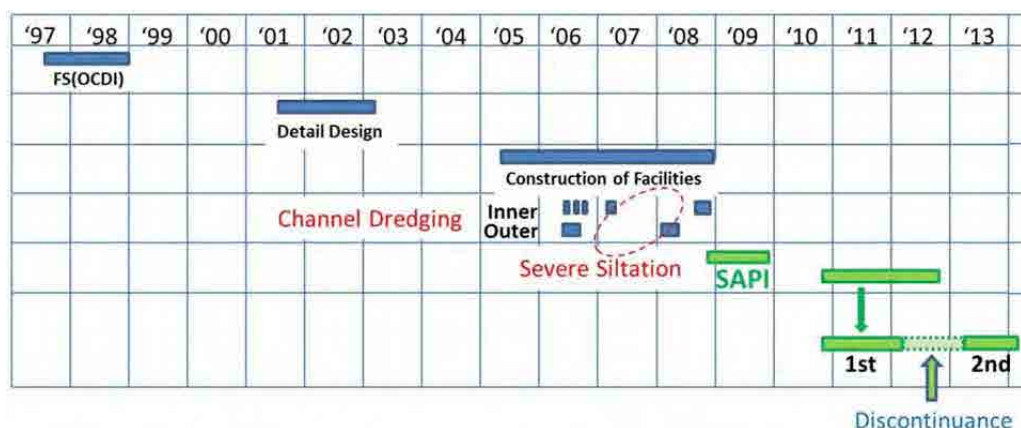 ‘97 ‘98 ‘99 ‘00 ‘01 ‘02 ‘03 ‘04 ‘05 ‘06 ‘07 ‘08 ‘09 ‘10 ‘11 ‘12 ‘13
FS(OCDI)
Detail Design
Construction of Facilities
Channel Dredging Inner
Outer
Severe Siltation SAPI
1st 2nd
Discontinuance